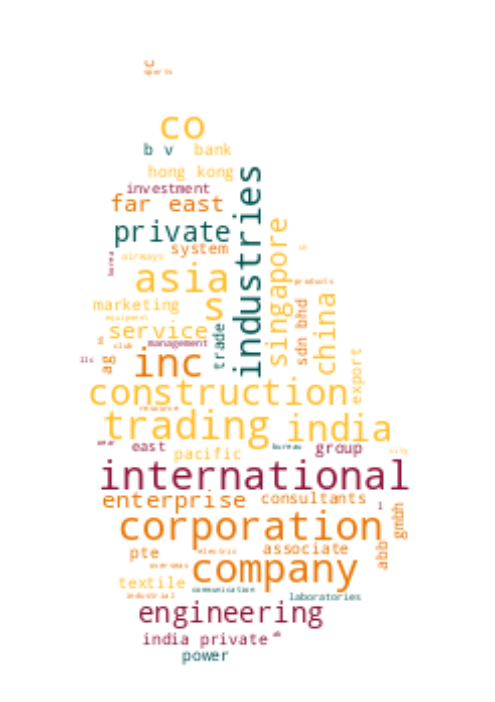 c
sports
co
b v bank
hong kong
investment
far east
private
system
airways
korea
asia
industries
singapore
products
marketing
s
equipment
service
trade
sdn bhd
china
club
management
llc
ag
inc
export
construction
resource
trading india
east
bureau
group
pacific
city
international
enterprise consultants
l
corporation
gmbh
abb
pte
electric
associate
overseas
company
textile
communication
industrial
laboratories
engineering
india private
ab
power